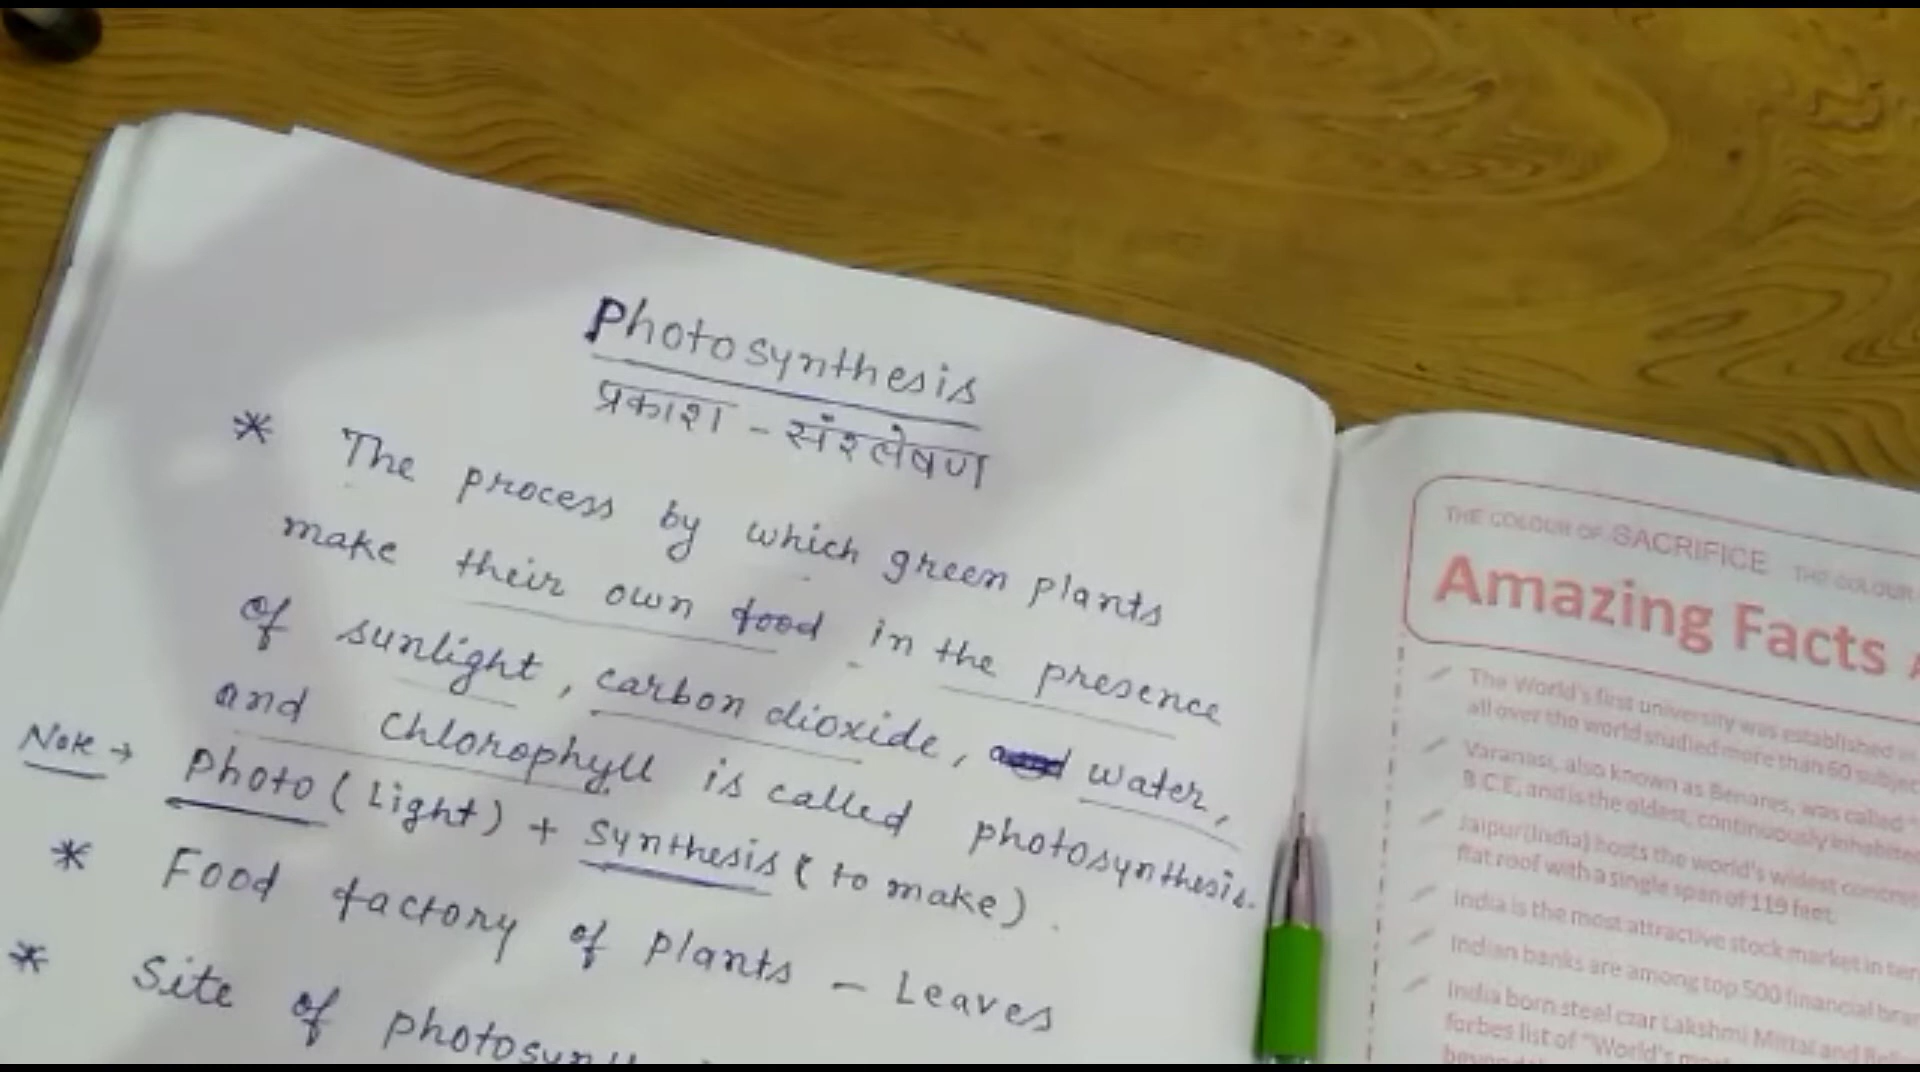 Photosynthesis
प्रकाश - संश्लेषण
* The process by which green plants
make their own food in the presence
of sunlight, carbon dioxide, water,
and chlorophyll is called photosynthesis.
Note → Photo (Light) + Synthesis (to make).
* Food factory of plants - Leaves
* Site of
THE COLOUR OF SACRIFICE THE COLOUR
Amazing Facts
The World's first university was established in
all over the world studied more than 60
Varanasi, also known as Benares, was called
B.C.E, and is the oldest, continuously inhabited
Jaipur (India) hosts the world's widest
flat roof with a single span of 119 feet.
India is the most attractive stock market in
Indian banks are among top 500 financial
India born steel czar Lakshmi Mittal and
forbes list of "World's